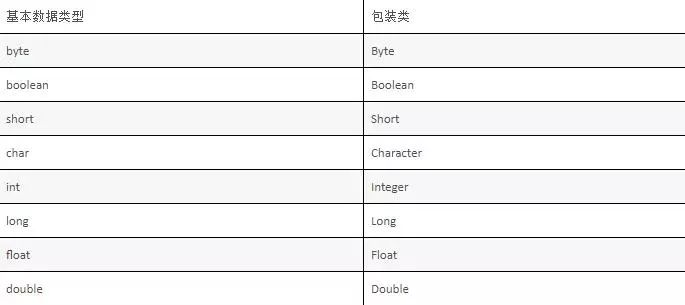 基本数据类型 包装类
byte Byte
boolean Boolean
short Short
char Character
int Integer
long Long
float Float
double Double